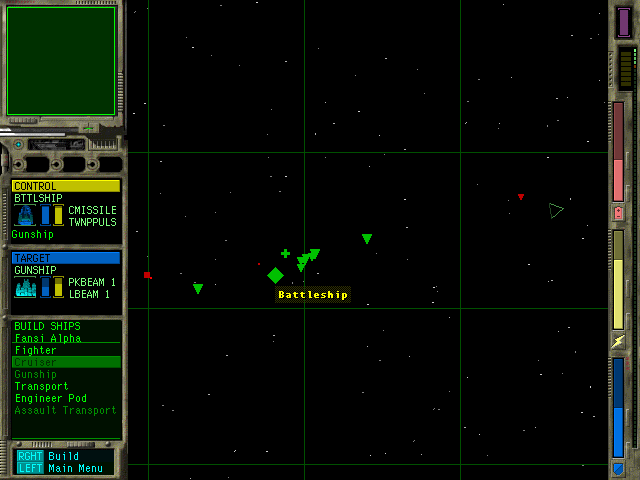 CONTROL
BTTLSHIP
CMISSILE
TWNPPULS
Gunship
TARGET
GUNSHIP
PKBEAM 1
LBEAM 1
Battleship
BUILD SHIPS
Fansi Alpha
Fighter
Cruiser
Gunship
Transport
Engineer Pod
Assault Transport
RGHT Build
LEFT Main Menu